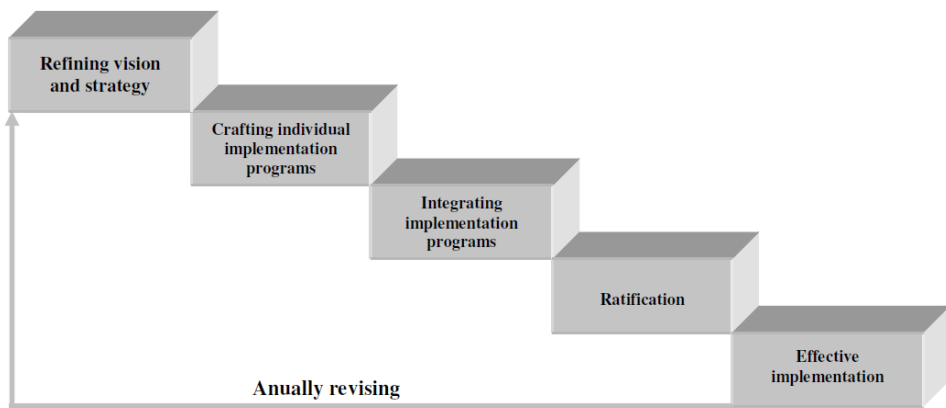 Refining vision
and strategy
Crafting individual
implementation
programs
Integrating
implementation
programs
Ratification
Effective
implementation
Anually revising